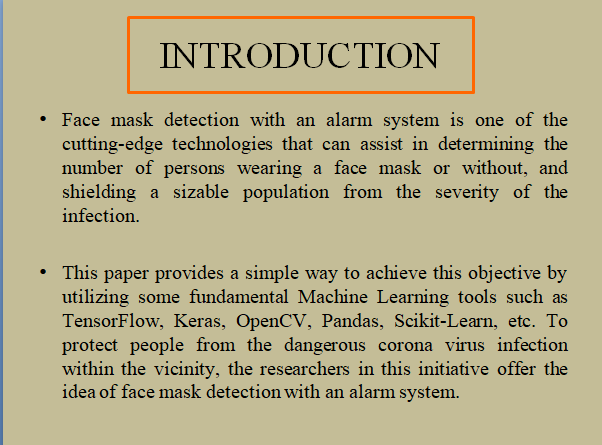 INTRODUCTION
• Face mask detection with an alarm system is one of the
cutting-edge technologies that can assist in determining the
number of persons wearing a face mask or without, and
shielding a sizable population from the severity of the
infection.
• This paper provides a simple way to achieve this objective by
utilizing some fundamental Machine Learning tools such as
TensorFlow, Keras, OpenCV, Pandas, Scikit-Learn, etc. To
protect people from the dangerous corona virus infection
within the vicinity, the researchers in this initiative offer the
idea of face mask detection with an alarm system.